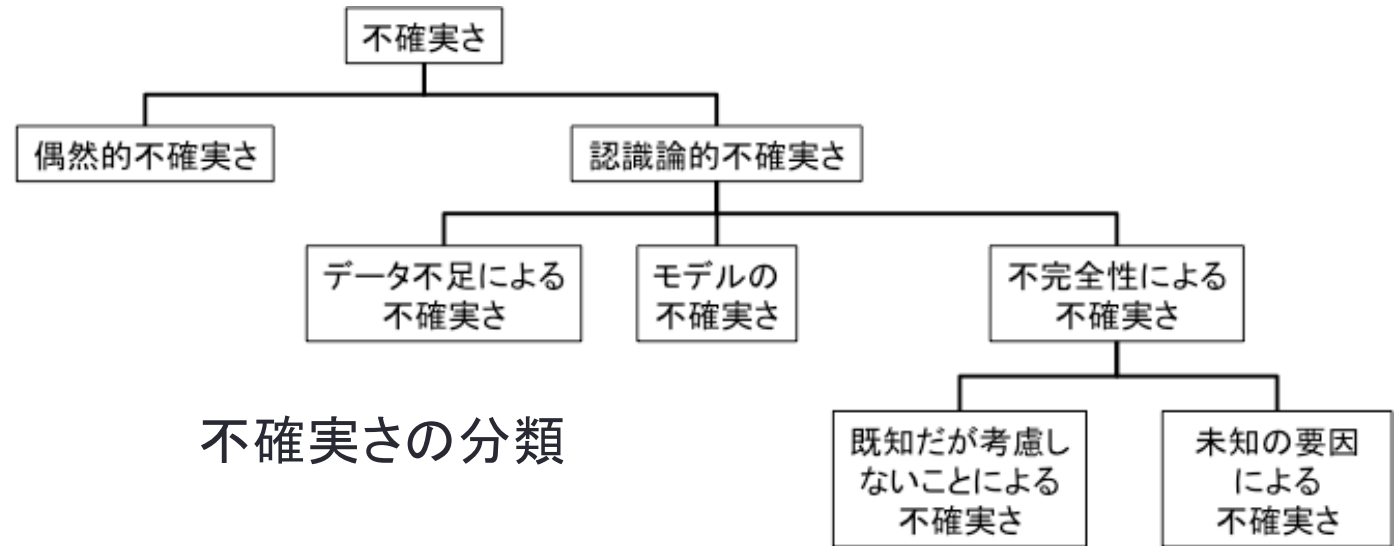 不確実さ
偶然的不確実さ
認識論的不確実さ
データ不足による
不確実さ
モデルの
不確実さ
不完全性による
不確実さ
不確実さの分類
既知だが考慮し
ないことによる
不確実さ
未知の要因
による
不確実さ